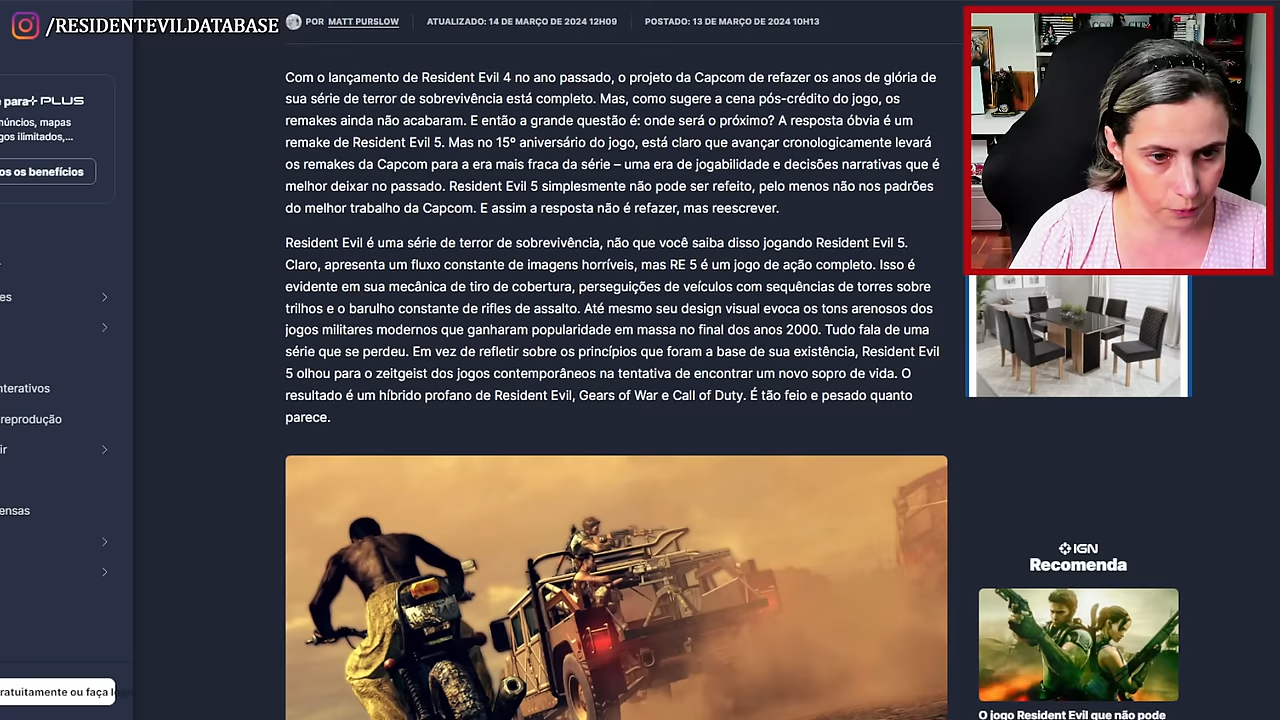 /RESIDENTEVILDATABASE
POR MATT PURSLOW
ATUALIZADO: 14 DE MARÇO DE 2024 12H09
POSTADO: 13 DE MARÇO DE 2024 10H13
Com o lançamento de Resident Evil 4 no ano passado, o projeto da Capcom de refazer os anos de glória de
sua série de terror de sobrevivência está completo. Mas, como sugere a cena pós-crédito do jogo, os
remakes ainda não acabaram. E então a grande questão é: onde será o próximo? A resposta óbvia é um
remake de Resident Evil 5. Mas no 15º aniversário do jogo, está claro que avançar cronologicamente levará
os remakes da Capcom para a era mais fraca da série – uma era de jogabilidade e decisões narrativas que é
melhor deixar no passado. Resident Evil 5 simplesmente não pode ser refeito, pelo menos não nos padrões
do melhor trabalho da Capcom. E assim a resposta não é refazer, mas reescrever.
Resident Evil é uma série de terror de sobrevivência, não que você saiba disso jogando Resident Evil 5.
Claro, apresenta um fluxo constante de imagens horríveis, mas RE 5 é um jogo de ação completo. Isso é
evidente em sua mecânica de tiro de cobertura, perseguições de veículos com sequências de torres sobre
trilhos e o barulho constante de rifles de assalto. Até mesmo seu design visual evoca os tons arenosos dos
jogos militares modernos que ganharam popularidade em massa no final dos anos 2000. Tudo fala de uma
série que se perdeu. Em vez de refletir sobre os princípios que foram a base de sua existência, Resident Evil
5 olhou para o zeitgeist dos jogos contemporâneos na tentativa de encontrar um novo sopro de vida. O
resultado é um híbrido profano de Resident Evil, Gears of War e Call of Duty. É tão feio e pesado quanto
parece.
para PLUS
núncios, mapas
gos ilimitados,...
os os benefícios
es
nterativos
reprodução
ir
ensas
ratuitamente ou faça l
IGN
Recomenda
O jogo Resident Evil que não pode